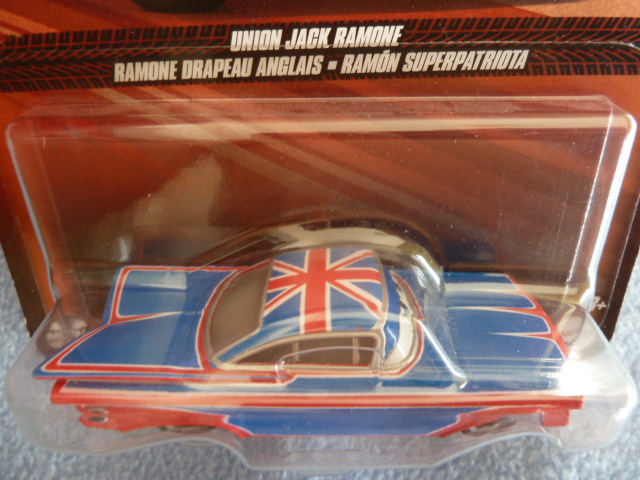 UNION JACK RAMONE
RAMONE DRAPEAU ANGLAIS ▪ RAMÓN SUPERPATRIOTA